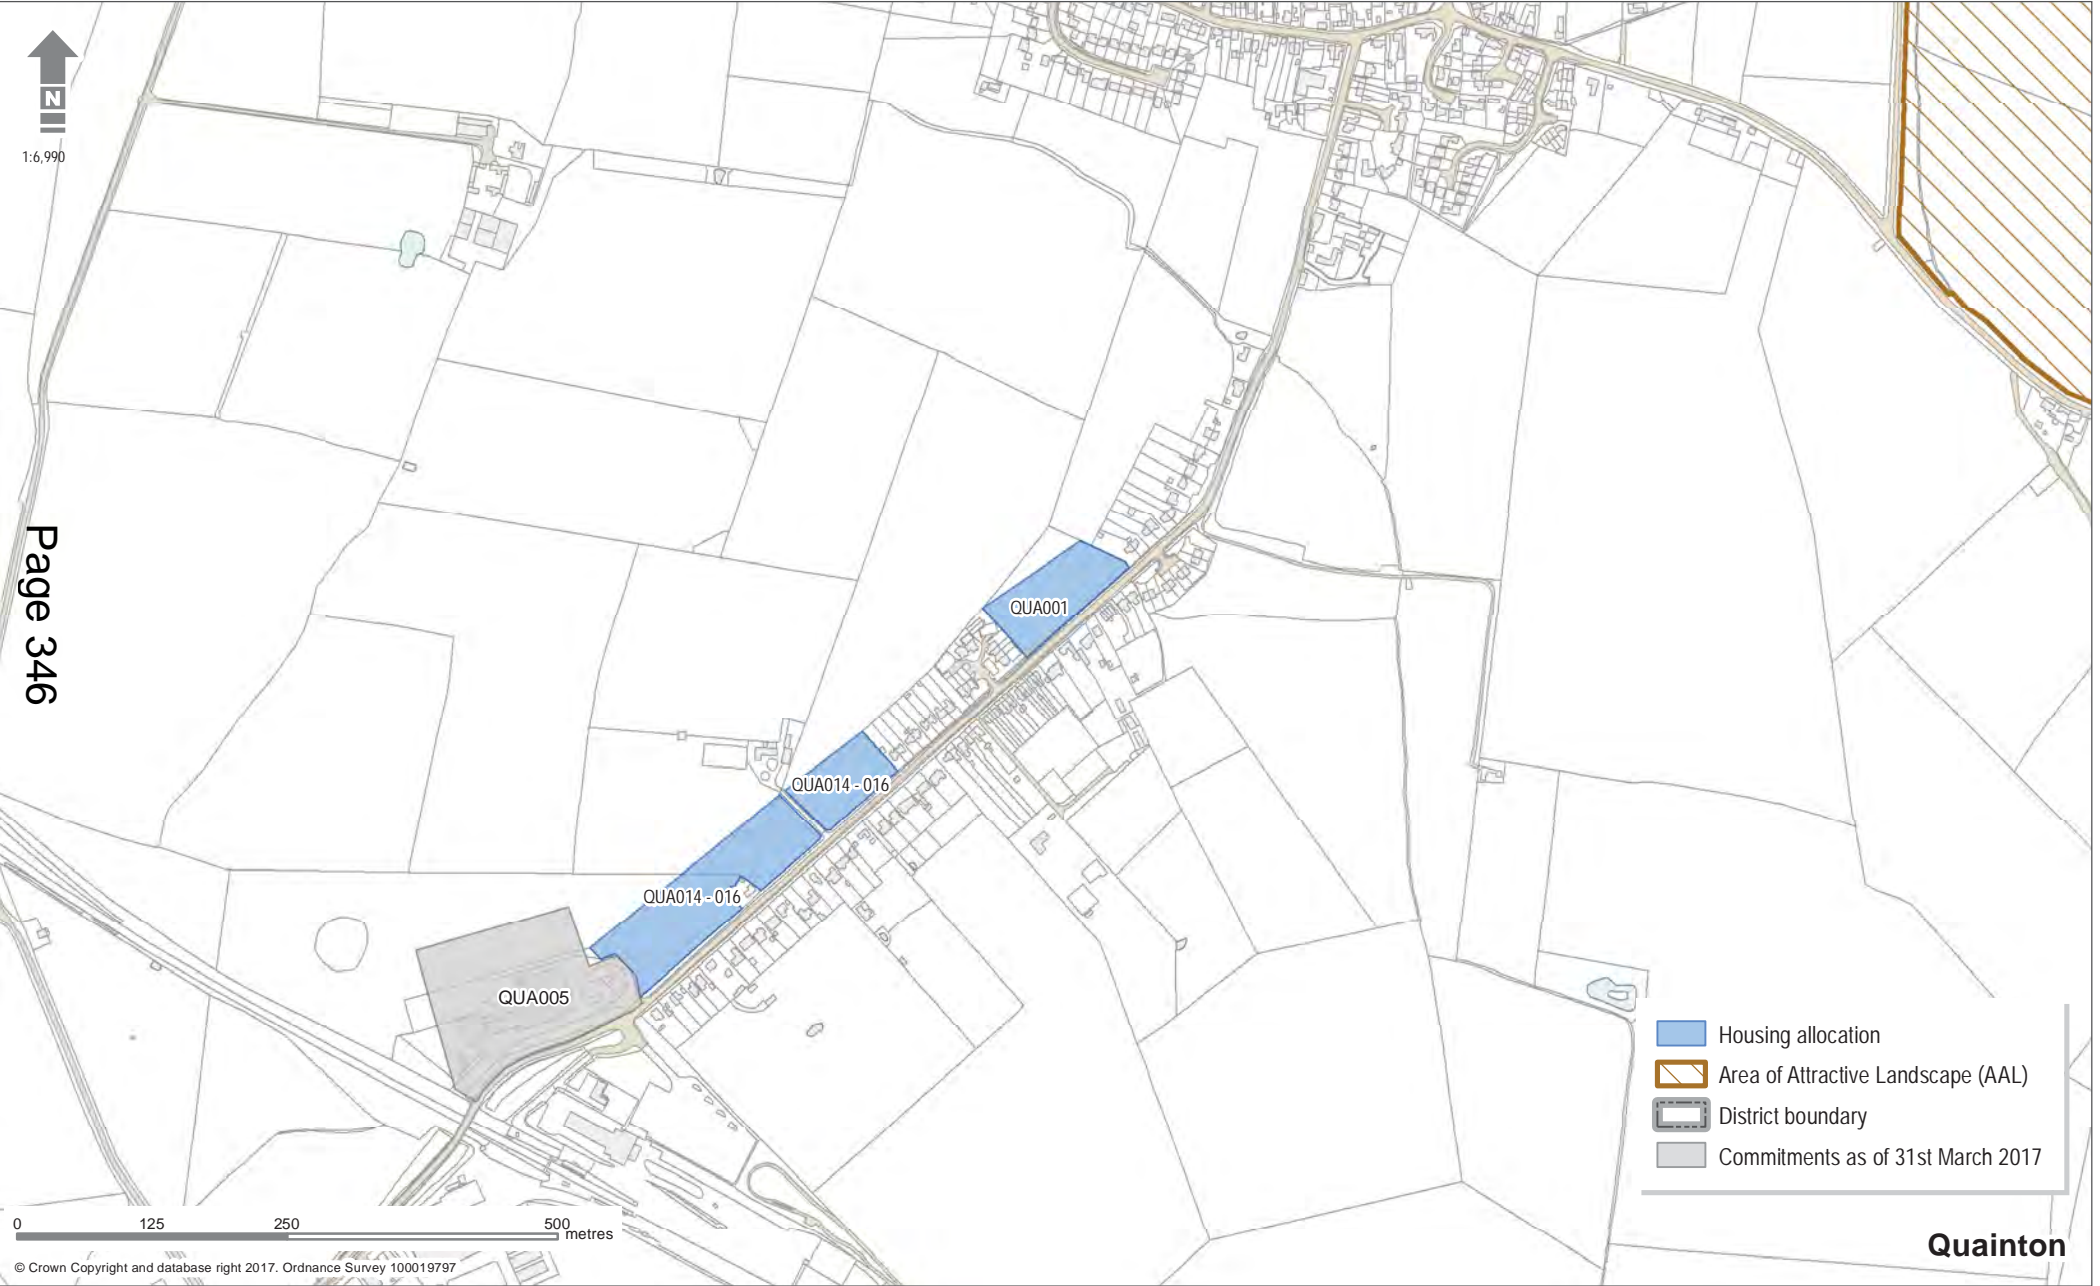 N
1:6,990
Page 346
QUA001
QUA014 - 016
QUA014 - 016
QUA005
Housing allocation
Area of Attractive Landscape (AAL)
District boundary
Commitments as of 31st March 2017
0 125 250 500
metres
Quainton
© Crown Copyright and database right 2017. Ordnance Survey 100019797